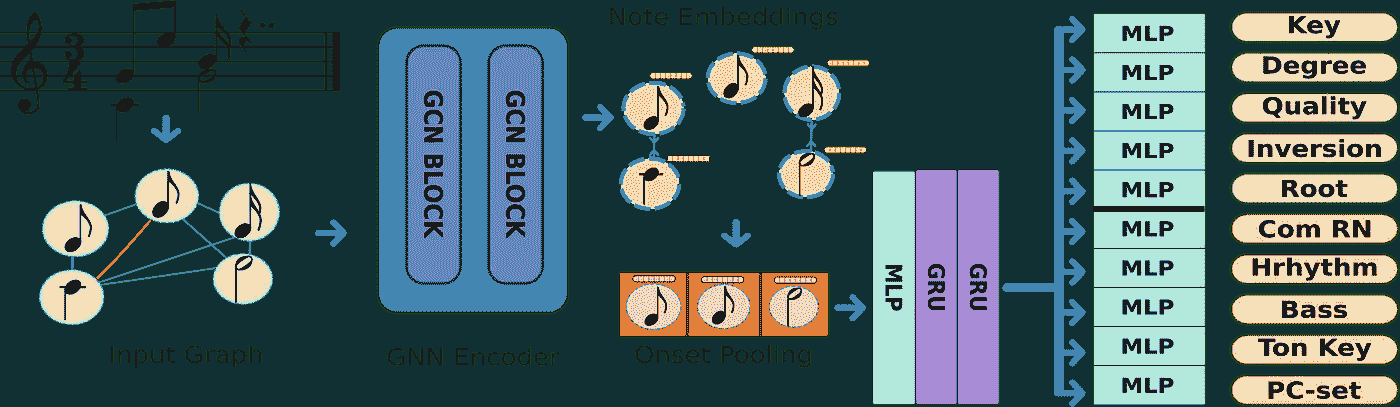 Note Embeddings
3
4
GCN BLOCK
GCN BLOCK
Input Graph
GNN Encoder
Onset Pooling
MLP
GRU
GRU
MLP
Key
MLP
Degree
MLP
Quality
MLP
Inversion
MLP
Root
MLP
Com RN
MLP
Hrhythm
MLP
Bass
MLP
Ton Key
MLP
PC-set